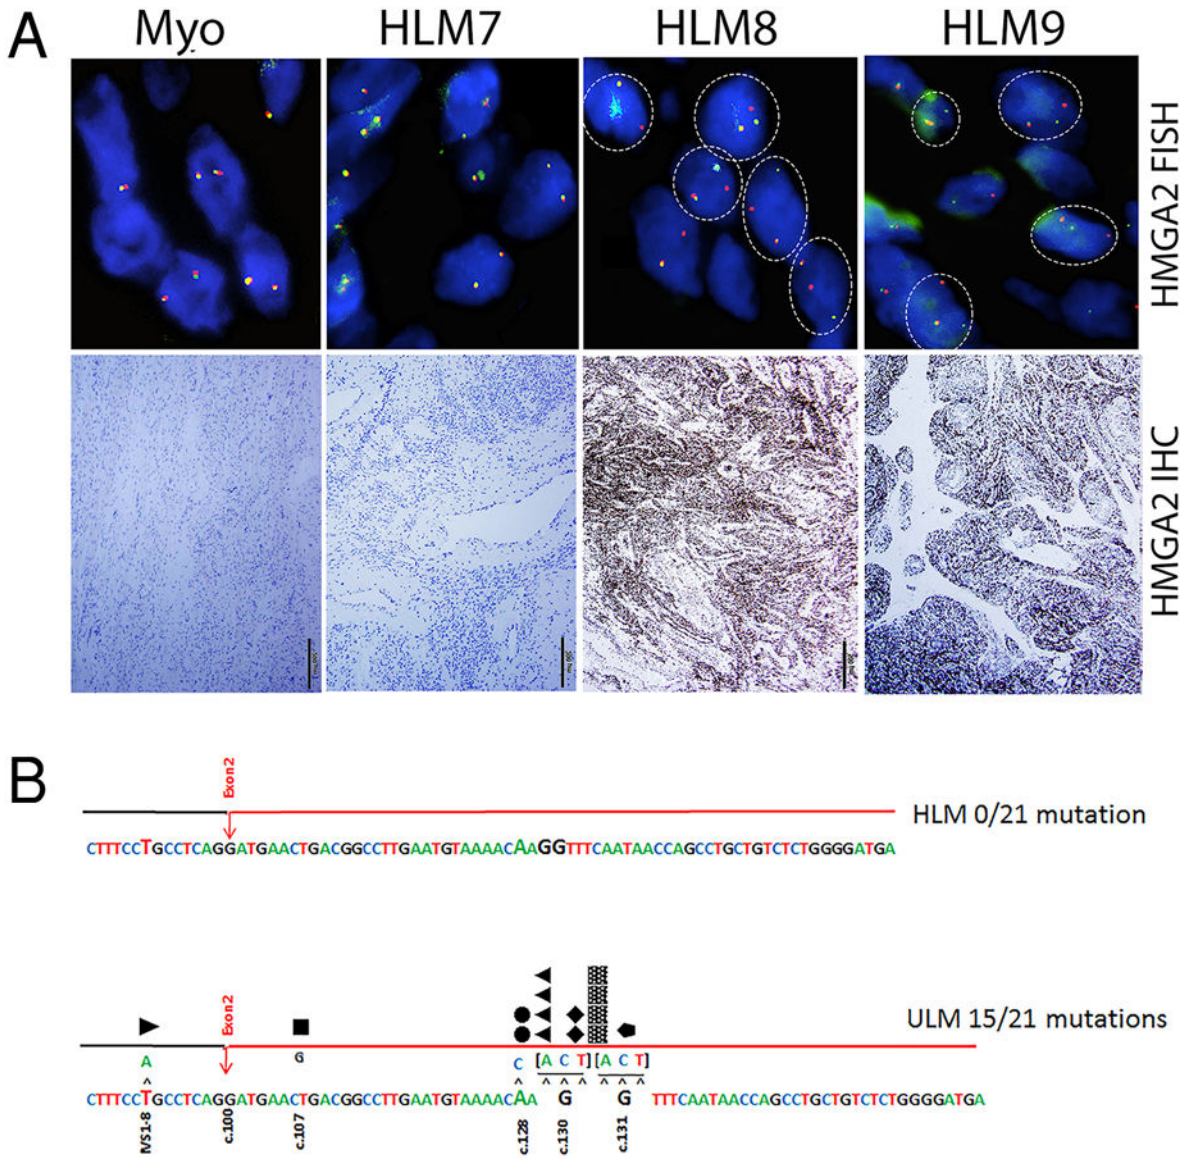 A
Myo HLM7 HLM8 HLM9
HMGA2 FISH
HMGA2 IHC
B
Exon2
HLM 0/21 mutation
CTTTCCTGCCTCAGGATGAACTGACGGCCTTGAATGTAAAACAAGGTTTCAATAACCAGCCTGCTGTCTCTGGGGATGA
Exon2
ULM 15/21 mutations
A G C [A C T] [A C T]
^ ^ ^ ^ ^ ^ ^ ^
CTTTCCTGCCTCAGGATGAACTGACGGCCTTGAATGTAAAACAA G G TTTCAATAACCAGCCTGCTGTCTCTGGGGATGA
IVS1-8 c.100 c.107 c.128 c.130 c.131